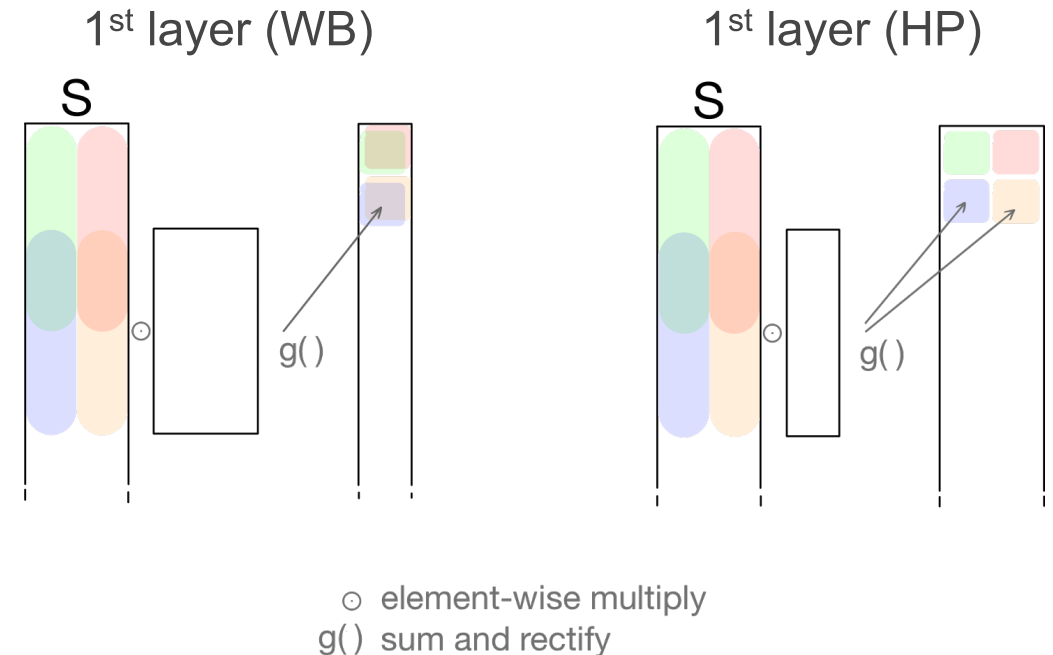 1st layer (WB)
1st layer (HP)
S
S
⊙
g( )
⊙
g( )
⊙ element-wise multiply
g( ) sum and rectify